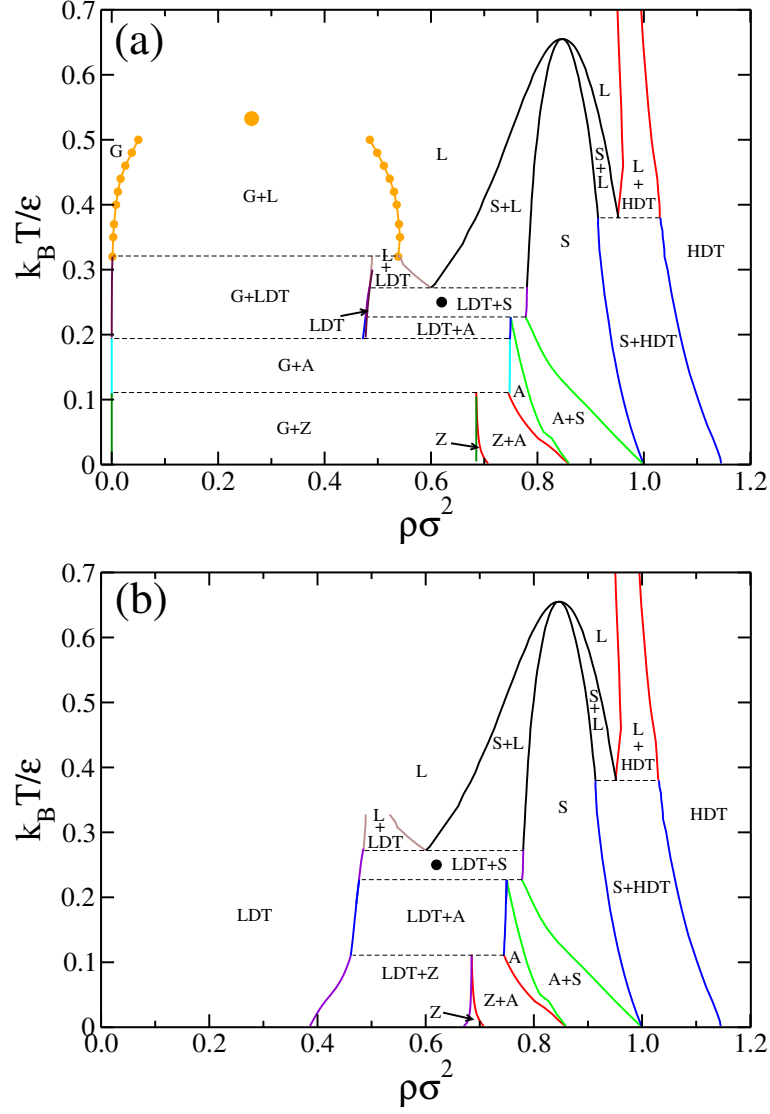 (a)
0.7
0.6
0.5
0.4
0.3
0.2
0.1
0
k_B T/ε
G
G+L
L
L
S+L
S
S
+
L
L
+
HDT
HDT
L
+
LDT
G+LDT
LDT
LDT+S
LDT+A
S+HDT
G+A
A
A+S
G+Z
Z
Z+A
0.0 0.2 0.4 0.6 0.8 1.0 1.2
ρσ²
(b)
0.7
0.6
0.5
0.4
0.3
0.2
0.1
0
k_B T/ε
L
L
S+L
S
+
L
L
+
HDT
HDT
S
L
+
LDT
LDT+S
LDT
LDT+A
S+HDT
LDT+Z
A
A+S
Z
Z+A
0.0 0.2 0.4 0.6 0.8 1.0 1.2
ρσ²